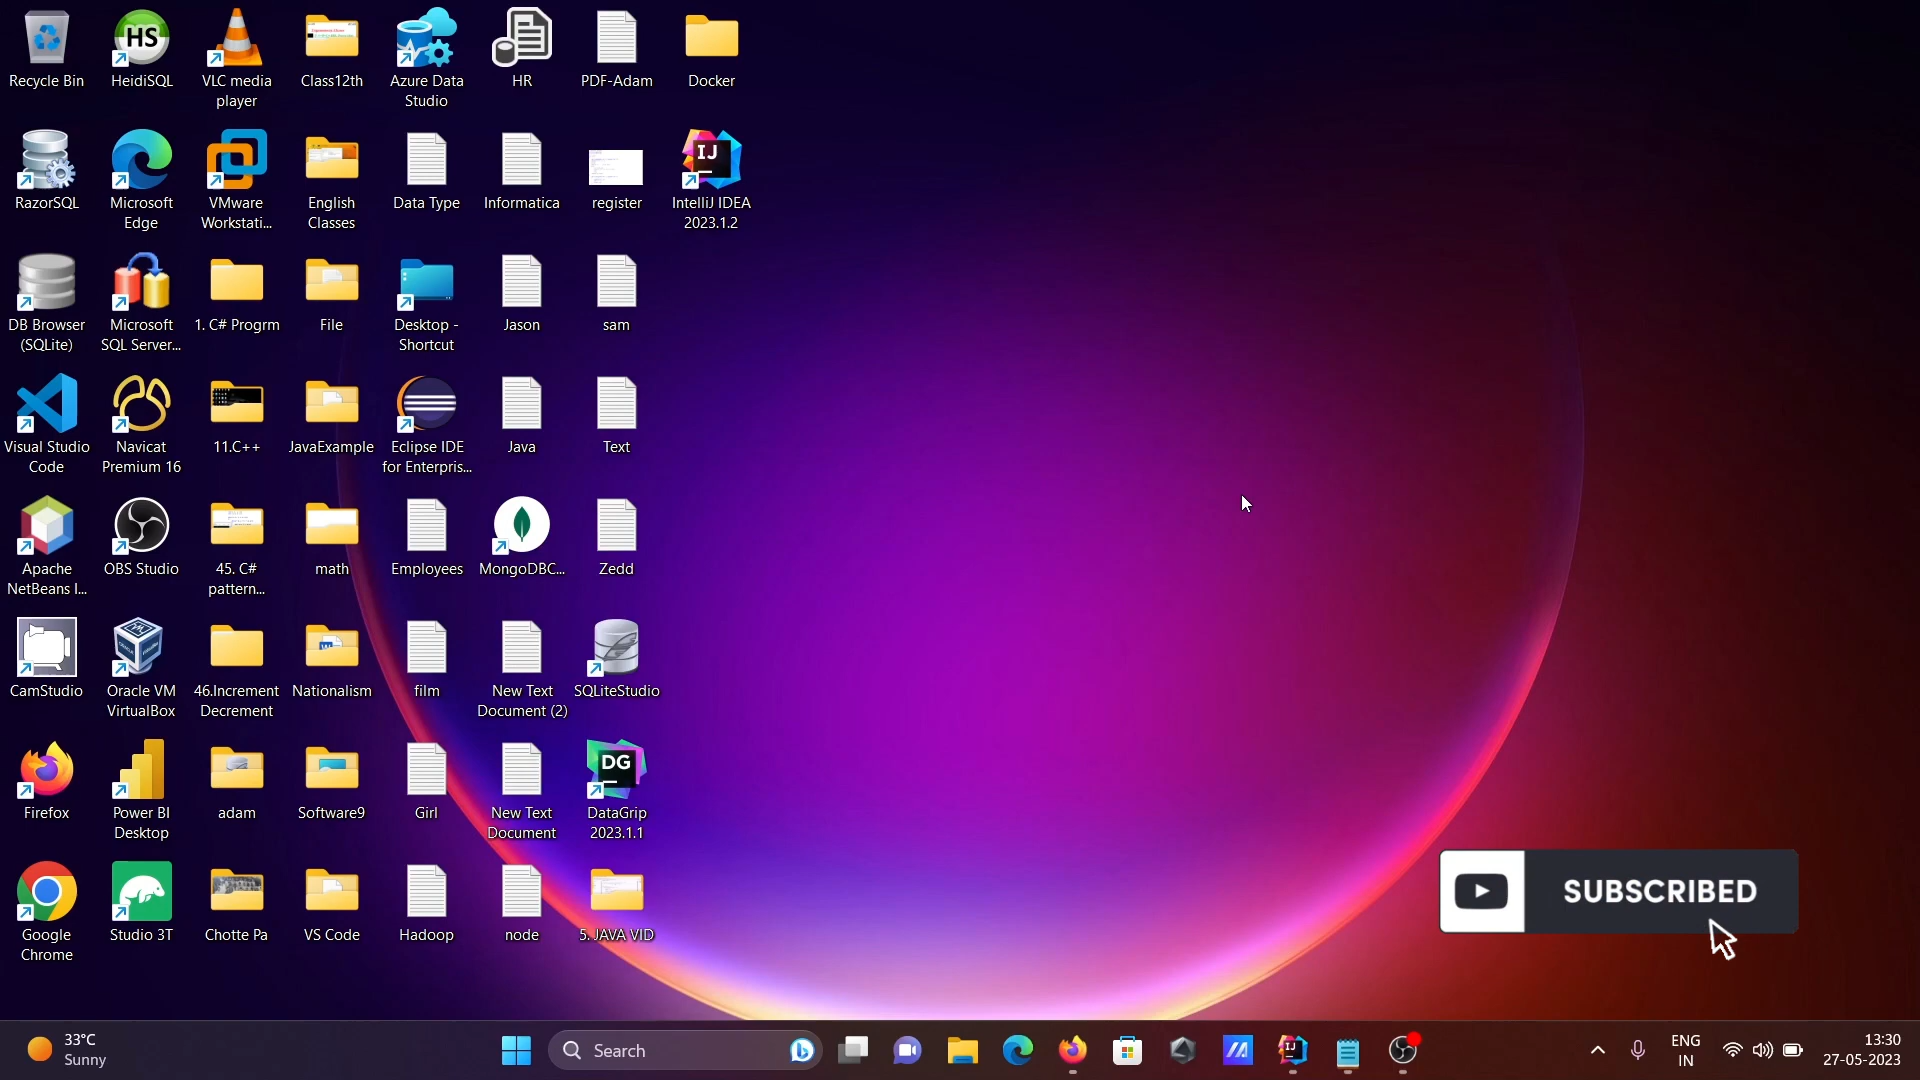 Recycle Bin
HS
HeidiSQL
VLC media
player
Class12th
Azure Data
Studio
HR
PDF-Adam
Docker
RazorSQL
Microsoft
Edge
VMware
Workstati...
English
Classes
Data Type
Informatica
register
IJ
IntelliJ IDEA
2023.1.2
DB Browser
(SQLite)
Microsoft
SQL Server...
1. C# Progrm
File
Desktop -
Shortcut
Jason
sam
Visual Studio
Code
Navicat
Premium 16
11.C++
JavaExample
Eclipse IDE
for Enterpris...
Java
Text
Apache
NetBeans I...
OBS Studio
45. C#
pattern...
math
Employees
MongoDBC...
Zedd
CamStudio
Oracle VM
VirtualBox
46.Increment
Decrement
Nationalism
film
New Text
Document (2)
SQLiteStudio
Firefox
Power BI
Desktop
adam
Software9
Girl
New Text
Document
DG
DataGrip
2023.1.1
Google
Chrome
Studio 3T
Chotte Pa
VS Code
Hadoop
node
5. JAVA VID
SUBSCRIBED
33°C
Sunny
Search
IJ
ENG
IN
13:30
27-05-2023